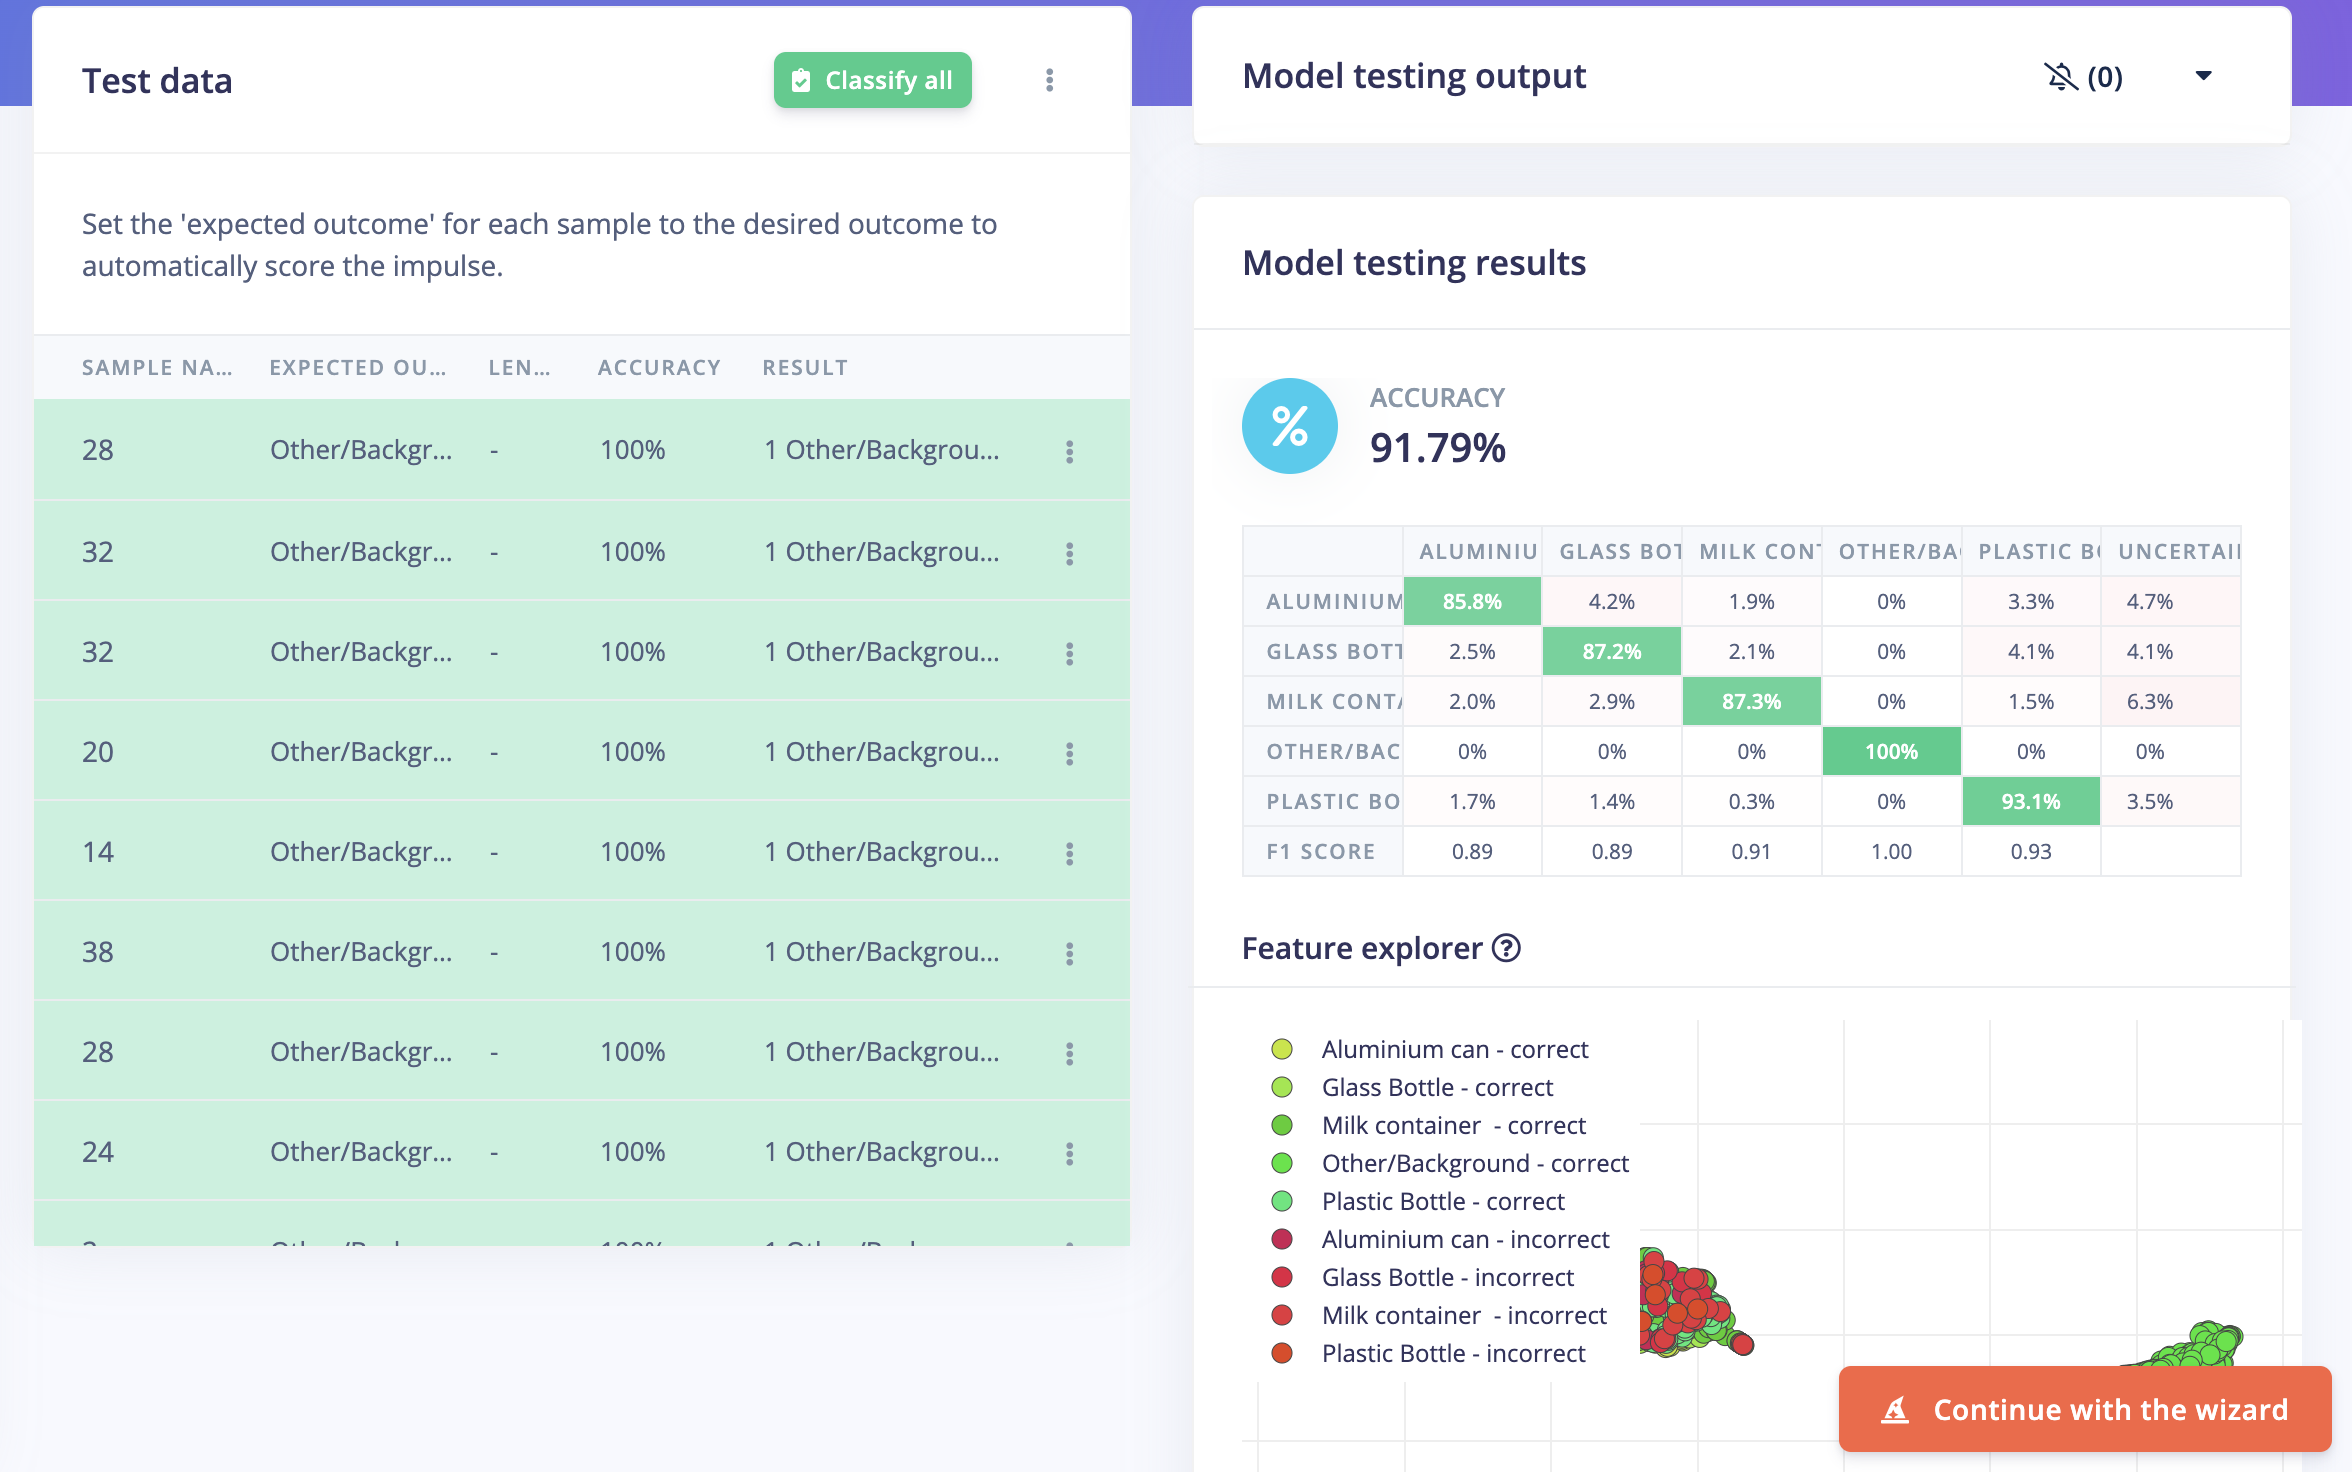 Test data
Classify all
Set the 'expected outcome' for each sample to the desired outcome to
automatically score the impulse.
SAMPLE NA... EXPECTED OU... LEN... ACCURACY RESULT
28 Other/Backgr... - 100% 1 Other/Backgrou...
32 Other/Backgr... - 100% 1 Other/Backgrou...
32 Other/Backgr... - 100% 1 Other/Backgrou...
20 Other/Backgr... - 100% 1 Other/Backgrou...
14 Other/Backgr... - 100% 1 Other/Backgrou...
38 Other/Backgr... - 100% 1 Other/Backgrou...
28 Other/Backgr... - 100% 1 Other/Backgrou...
24 Other/Backgr... - 100% 1 Other/Backgrou...
Model testing output
(0)
Model testing results
%
ACCURACY
91.79%
ALUMINIU GLASS BOT MILK CONT OTHER/BA PLASTIC BO UNCERTAI
ALUMINIUM 85.8% 4.2% 1.9% 0% 3.3% 4.7%
GLASS BOTT 2.5% 87.2% 2.1% 0% 4.1% 4.1%
MILK CONTA 2.0% 2.9% 87.3% 0% 1.5% 6.3%
OTHER/BAC 0% 0% 0% 100% 0% 0%
PLASTIC BO 1.7% 1.4% 0.3% 0% 93.1% 3.5%
F1 SCORE 0.89 0.89 0.91 1.00 0.93
Feature explorer ?
Aluminium can - correct
Glass Bottle - correct
Milk container - correct
Other/Background - correct
Plastic Bottle - correct
Aluminium can - incorrect
Glass Bottle - incorrect
Milk container - incorrect
Plastic Bottle - incorrect
Continue with the wizard